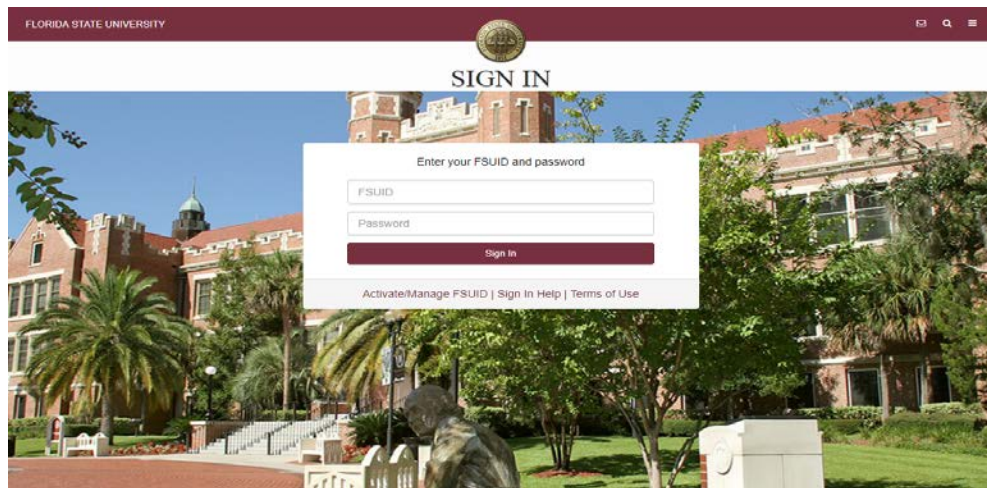 FLORIDA STATE UNIVERSITY
SIGN IN
Enter your FSUID and password
FSUID
Password
Sign In
Activate/Manage FSUID | Sign In Help | Terms of Use